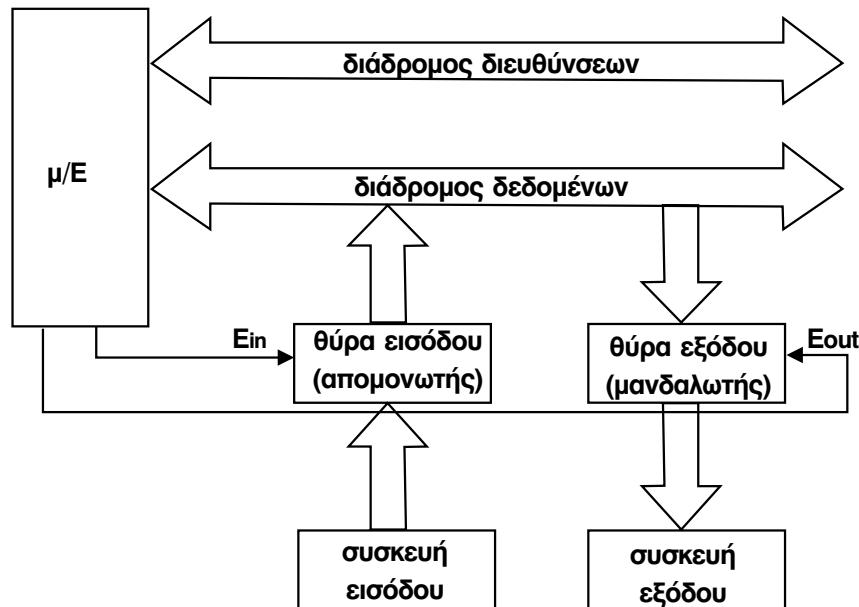 διάδρομος διευθύνσεων
μ/Ε
διάδρομος δεδομένων
Ein
θύρα εισόδου
(απομονωτής)
θύρα εξόδου
(μανδαλωτής)
Eout
συσκευή
εισόδου
συσκευή
εξόδου